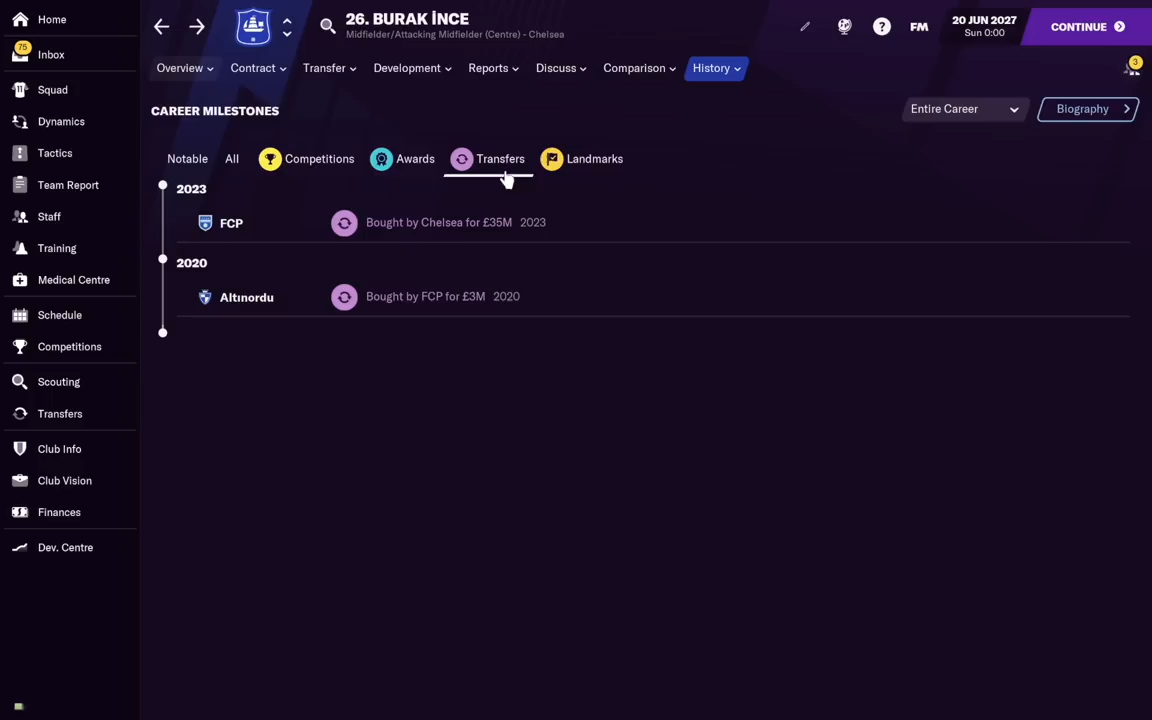 Home
75
Inbox
Squad
Dynamics
Tactics
Team Report
Staff
Training
Medical Centre
Schedule
Competitions
Scouting
Transfers
Club Info
Club Vision
Finances
Dev. Centre
26. BURAK İNCE
Midfielder/Attacking Midfielder (Centre) - Chelsea
FM
20 JUN 2027
Sun 0:00
CONTINUE
Overview
Contract
Transfer
Development
Reports
Discuss
Comparison
History
3
CAREER MILESTONES
Entire Career
Biography
Notable
All
Competitions
Awards
Transfers
Landmarks
2023
FCP
Bought by Chelsea for £35M 2023
2020
Altınordu
Bought by FCP for £3M 2020